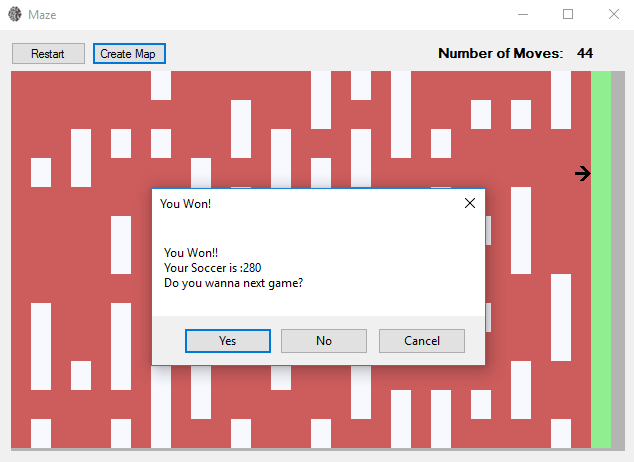 Maze
Restart
Create Map
Number of Moves: 44
You Won!
You Won!!
Your Soccer is :280
Do you wanna next game?
Yes
No
Cancel